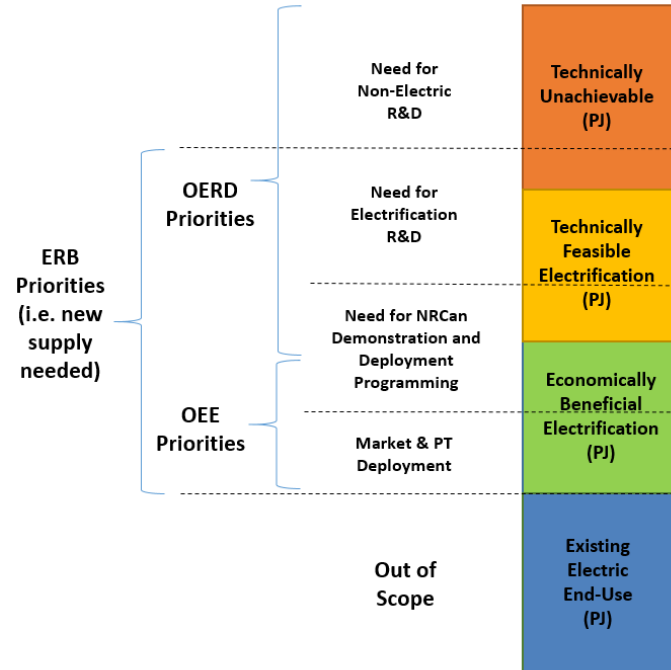 ERB
Priorities
(i.e. new
supply
needed)
OERD
Priorities
OEE
Priorities
Need for
Non-Electric
R&D
Need for
Electrification
R&D
Need for NRCan
Demonstration and
Deployment
Programming
Market & PT
Deployment
Out of
Scope
Technically
Unachievable
(PJ)
Technically
Feasible
Electrification
(PJ)
Economically
Beneficial
Electrification
(PJ)
Existing
Electric
End-Use
(PJ)